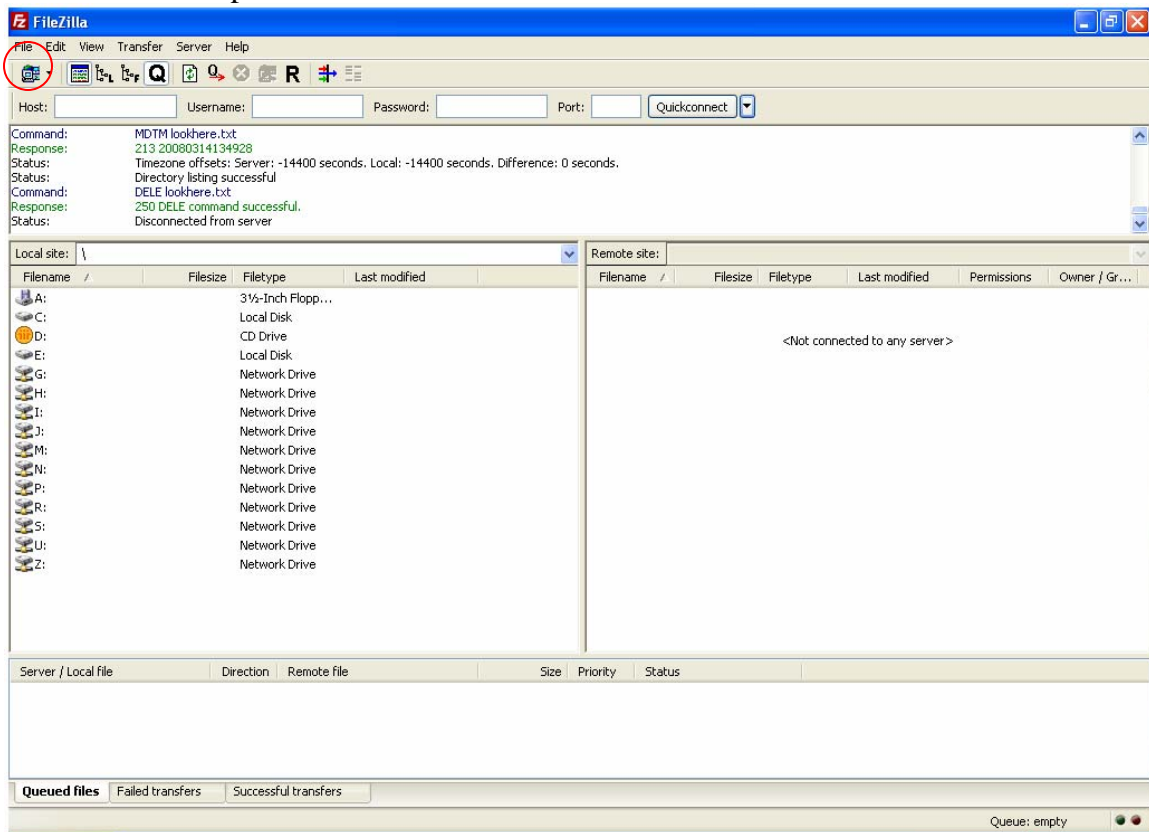 FileZilla
File Edit View Transfer Server Help
L F Q Q R
Host: Username: Password: Port: Quickconnect
Command: MDTM lookhere.txt
Response: 213 20080314134928
Status: Timezone offsets: Server: -14400 seconds. Local: -14400 seconds. Difference: 0 seconds.
Status: Directory listing successful
Command: DELE lookhere.txt
Response: 250 DELE command successful.
Status: Disconnected from server
Local site: \ Remote site:
Filename Filesize Filetype Last modified Filename Filesize Filetype Last modified Permissions Owner / Gr...
A: 3½-Inch Flopp...
C: Local Disk
D: CD Drive
<Not connected to any server>
E: Local Disk
G: Network Drive
H: Network Drive
I: Network Drive
J: Network Drive
M: Network Drive
N: Network Drive
P: Network Drive
R: Network Drive
S: Network Drive
U: Network Drive
Z: Network Drive
Server / Local file Direction Remote file Size Priority Status
Queued files Failed transfers Successful transfers
Queue: empty